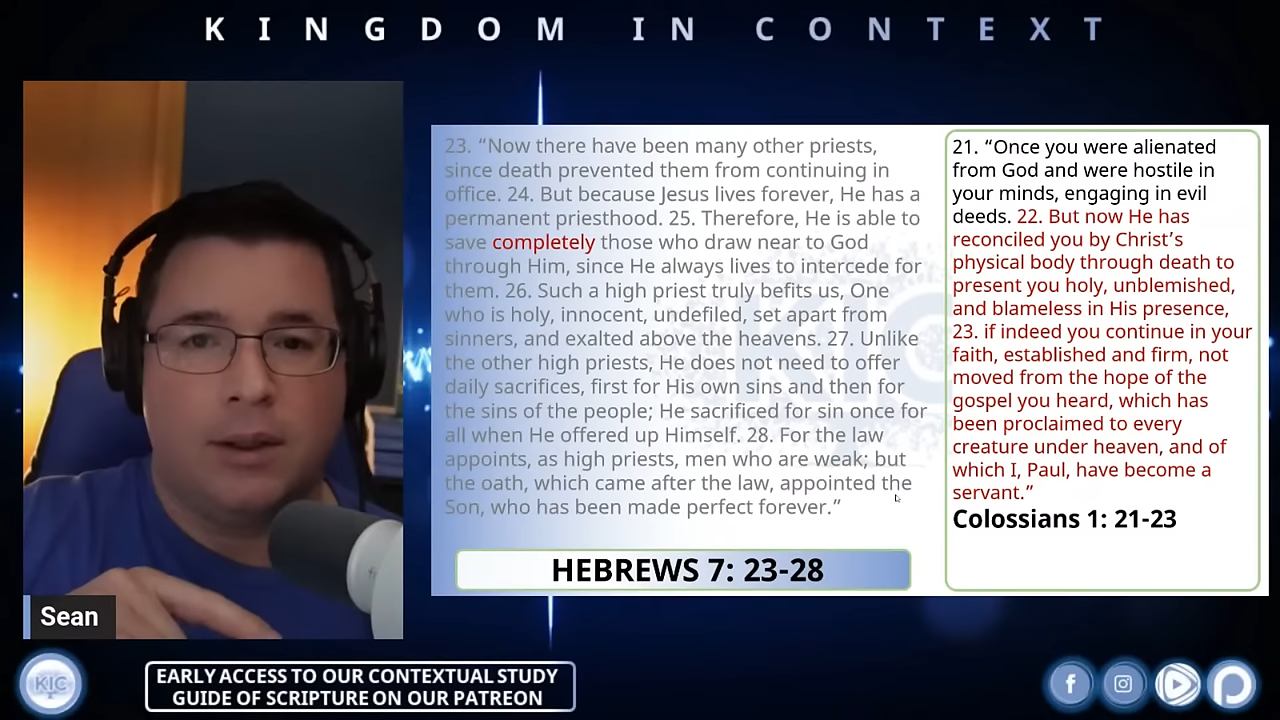 KINGDOM IN CONTEXT
23. “Now there have been many other priests,
since death prevented them from continuing in
office. 24. But because Jesus lives forever, He has a
permanent priesthood. 25. Therefore, He is able to
save completely those who draw near to God
through Him, since He always lives to intercede for
them. 26. Such a high priest truly befits us, One
who is holy, innocent, undefiled, set apart from
sinners, and exalted above the heavens. 27. Unlike
the other high priests, He does not need to offer
daily sacrifices, first for His own sins and then for
the sins of the people; He sacrificed for sin once for
all when He offered up Himself. 28. For the law
appoints, as high priests, men who are weak; but
the oath, which came after the law, appointed the
Son, who has been made perfect forever.”
HEBREWS 7: 23-28
21. “Once you were alienated
from God and were hostile in
your minds, engaging in evil
deeds. 22. But now He has
reconciled you by Christ’s
physical body through death to
present you holy, unblemished,
and blameless in His presence,
23. if indeed you continue in your
faith, established and firm, not
moved from the hope of the
gospel you heard, which has
been proclaimed to every
creature under heaven, and of
which I, Paul, have become a
servant.”
Colossians 1: 21-23
Sean
KIC
EARLY ACCESS TO OUR CONTEXTUAL STUDY
GUIDE OF SCRIPTURE ON OUR PATREON